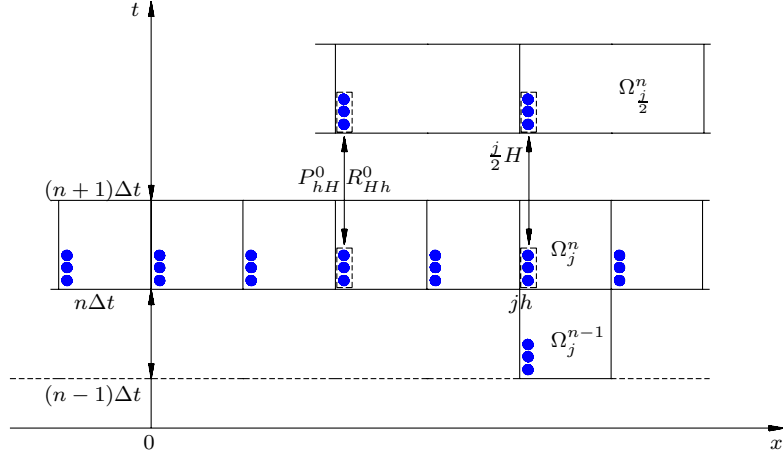 t
Ω^n_{j/2}
j/2 H
P^0_{hH} R^0_{Hh}
(n + 1)Δt
Ω^n_j
nΔt
jh
Ω^{n−1}_j
(n − 1)Δt
0
x